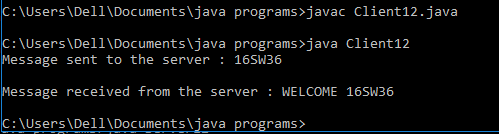 C:\Users\Dell\Documents\java programs>javac Client12.java
C:\Users\Dell\Documents\java programs>java Client12
Message sent to the server : 16SW36
Message received from the server : WELCOME 16SW36
C:\Users\Dell\Documents\java programs>